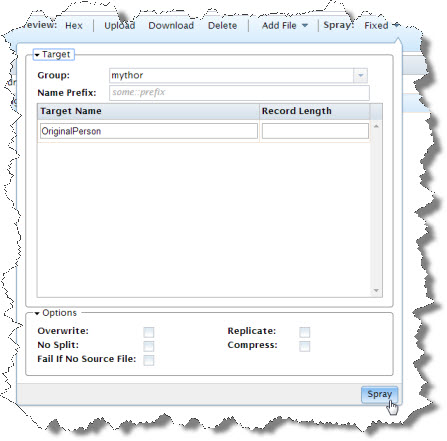 eview: Hex Upload Download Delete Add File Spray: Fixed
Target
Group: mythor
Name Prefix: some::prefix
Target Name Record Length
OriginalPerson
Options
Overwrite: Replicate:
No Split: Compress:
Fail If No Source File:
Spray